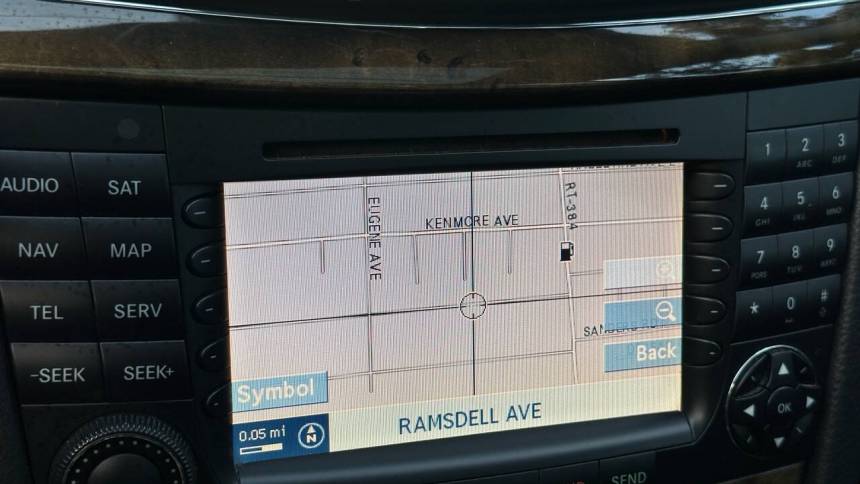 AUDIO
SAT
NAV
MAP
TEL
SERV
-SEEK
SEEK+
EUGENE AVE
KENMORE AVE
RT-384
Back
Symbol
0.05 mi
N
RAMSDELL AVE
SEND
1
2 ABC
3 DEF
4 GHI
5 JKL
6 MNO
7 PQRS
8 TUV
9 WXYZ
*
0
#
OK